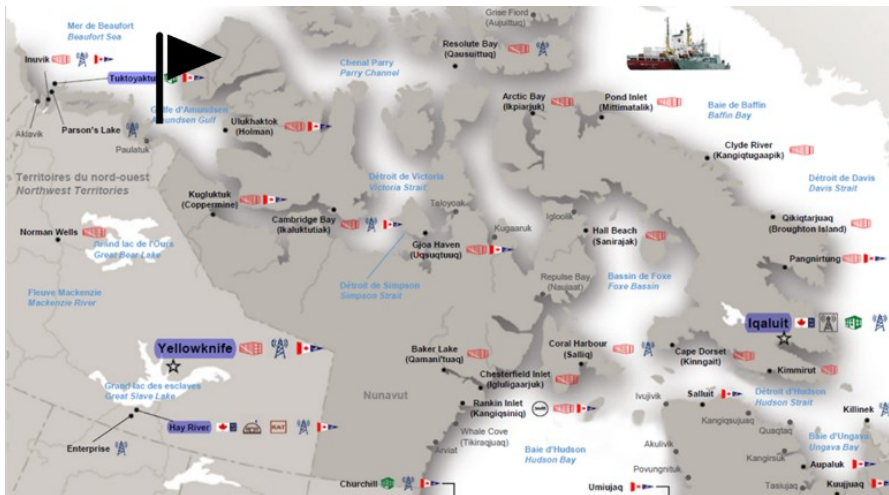 Grise Fiord
(Aujuittuq)
Mer de Beaufort
Beaufort Sea
Resolute Bay
(Qausuittuq)
Inuvik
Chenal Parry
Parry Channel
Tuktoyaktu
Arctic Bay
(Ikpiarjuk)
Pond Inlet
(Mittimatalik)
Baie de Baffin
Baffin Bay
Golfe d'Amundsen
Amundsen Gulf
Ulukhaktok
(Holman)
Aklavik
Parson's Lake
Paulatuk
Clyde River
(Kangiqtugaapik)
Territoires du nord-ouest
Northwest Territories
Détroit de Victoria
Victoria Strait
Détroit de Davis
Davis Strait
Kugluktuk
(Coppermine)
Taloyoak
Cambridge Bay
(Ikaluktutiak)
Igloolik
Qikiqtarjuaq
(Broughton Island)
Norman Wells
Grand lac de l'Ours
Great Bear Lake
Gjoa Haven
(Uqsuqtuuq)
Kugaaruk
Hall Beach
(Sanirajak)
Pangnirtung
Détroit de Simpson
Simpson Strait
Repulse Bay
(Naujaat)
Bassin de Foxe
Foxe Bassin
Fleuve Mackenzie
Mackenzie River
Iqaluit
Yellowknife
Baker Lake
(Qamani'tuaq)
Coral Harbour
(Salliq)
Cape Dorset
(Kinngait)
Chesterfield Inlet
(Igluligaarjuk)
Kimmirut
Grand lac des esclaves
Great Slave Lake
Nunavut
Rankin Inlet
(Kangiqsiniq)
Ivujivik
Salluit
Détroit d'Hudson
Hudson Strait
Hay River
RAY
Whale Cove
(Tikiraqjuaq)
Kangiqsujuaq
Killinek
Enterprise
Arviat
Baie d'Hudson
Hudson Bay
Akulivik
Quaqtaq
Baie d'Ungava
Ungava Bay
Povungnituk
Kangirsuk
Aupaluk
Churchill
Umiujaq
Tasiujaq
Kuujjuaq